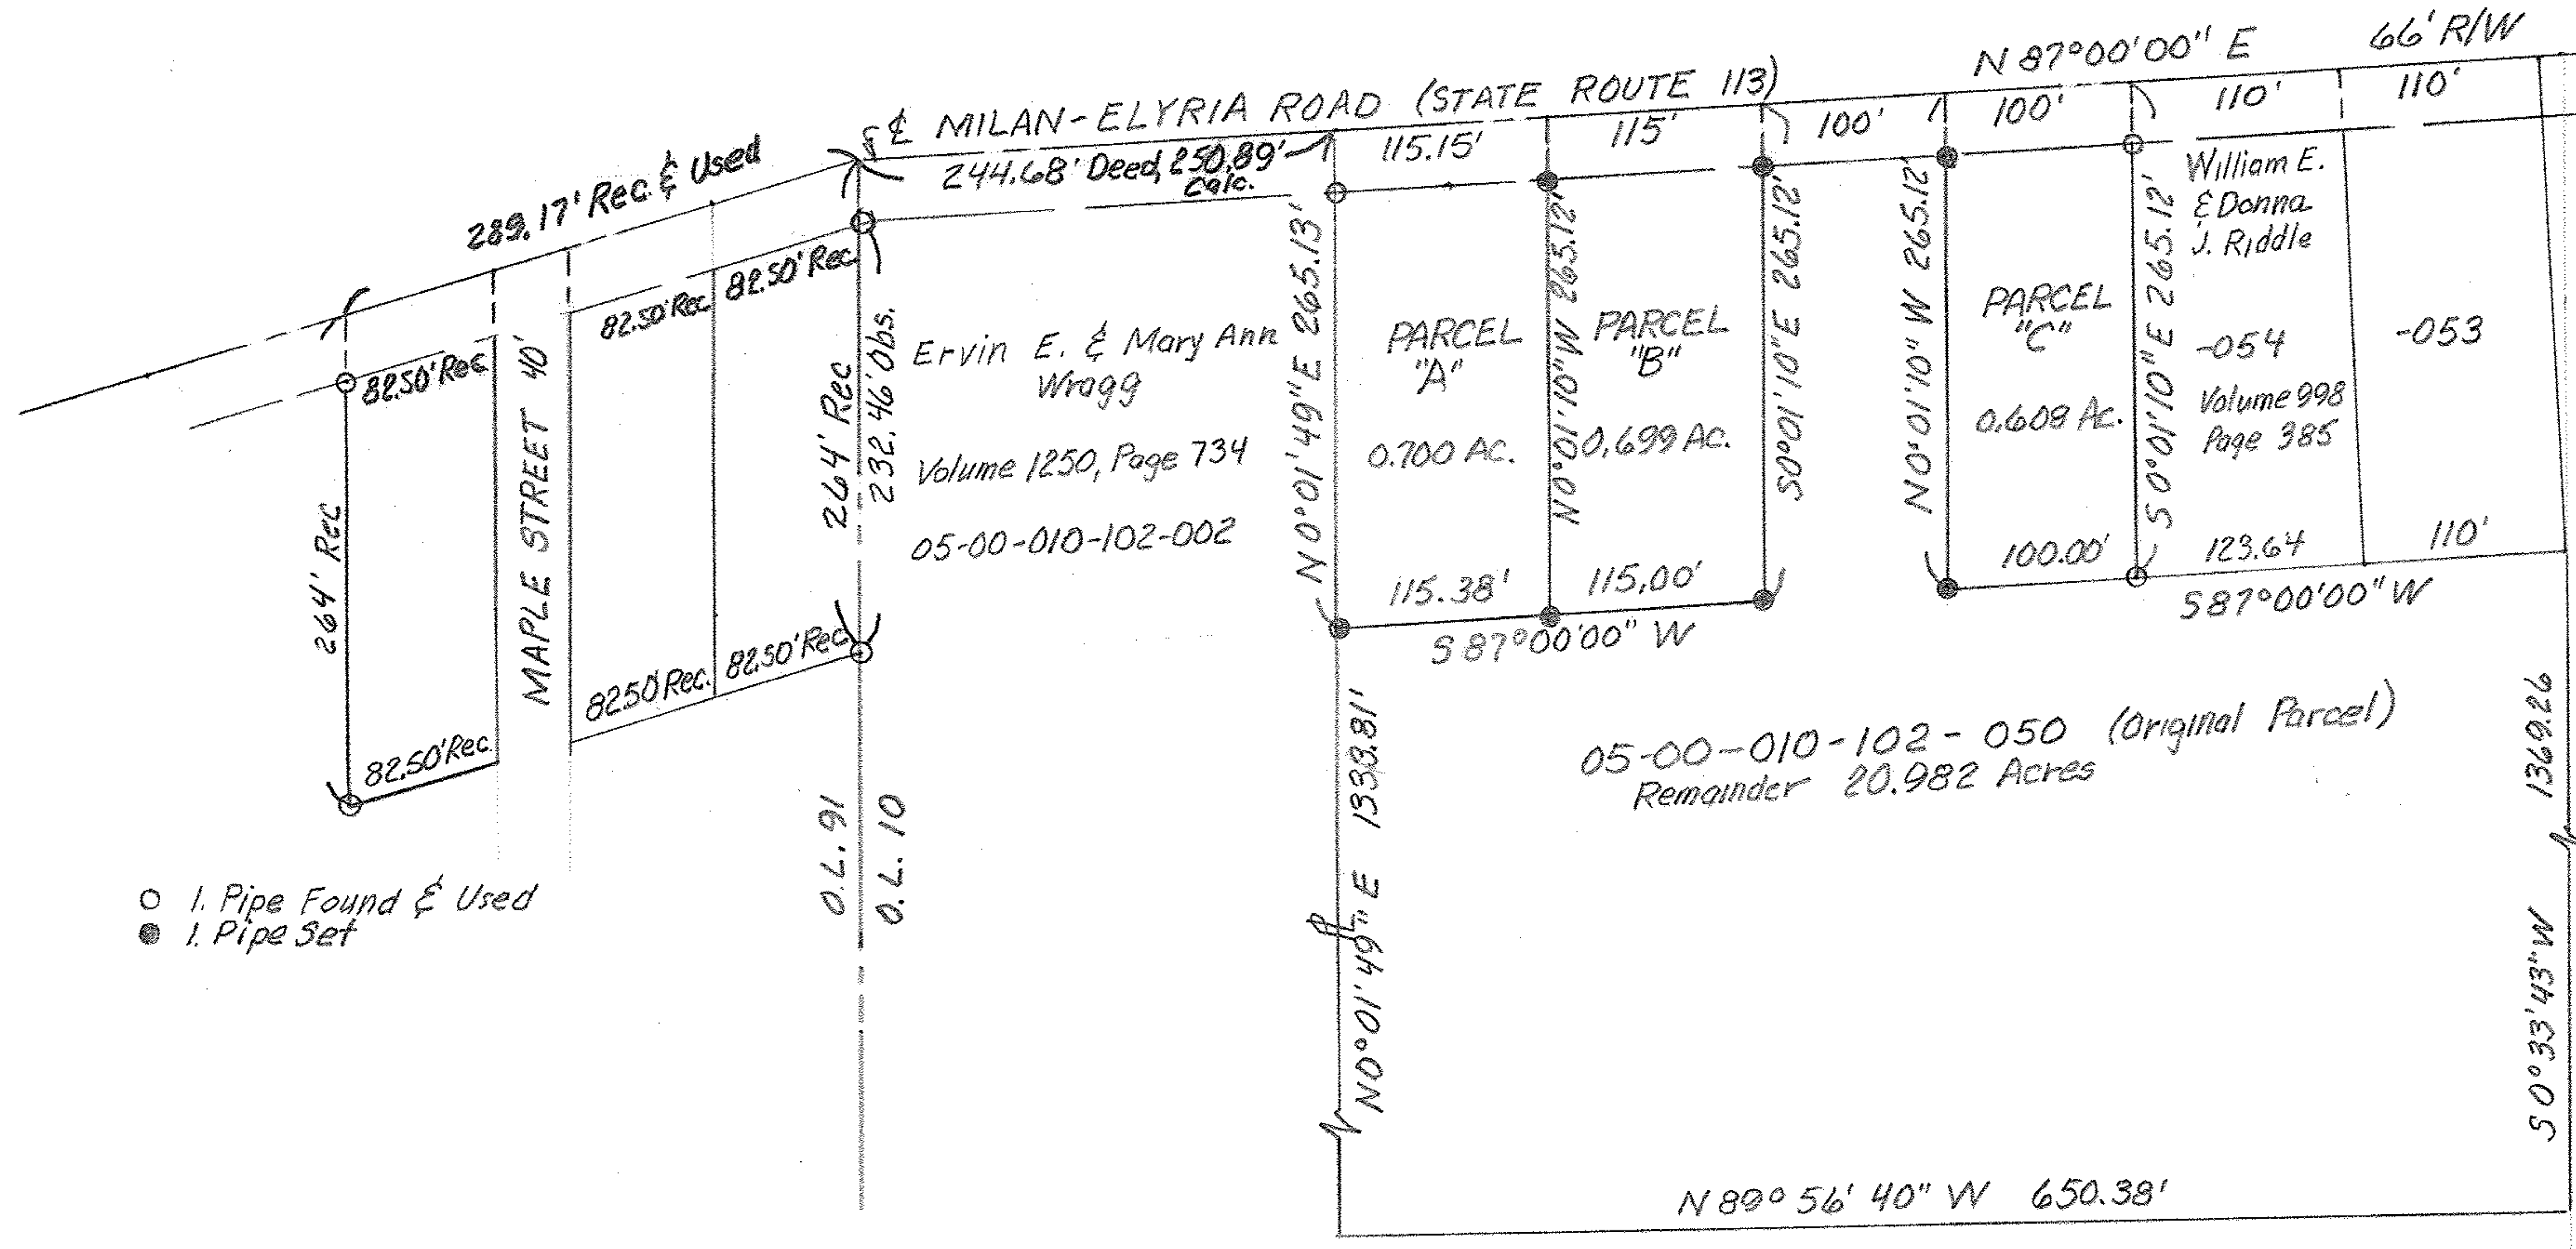 N 87°00'00" E
66' R/W
℄ MILAN-ELYRIA ROAD (STATE ROUTE 113)
289.17' Rec. & Used
244.68' Deed, 250.89'
Calc.
115.15'
115'
100'
100'
110'
110'
82.50' Rec.
82.50' Rec.
82.50' Rec.
264' Rec
MAPLE STREET 40'
82.50' Rec.
82.50' Rec.
82.50' Rec.
264' Rec
232.46' Obs.
Ervin E. & Mary Ann
Wragg
Volume 1250, Page 734
05-00-010-102-002
N 0°01'49" E 265.13'
PARCEL
"A"
0.700 AC.
115.38'
N0°01'10"W 265.12'
PARCEL
"B"
0.699 AC.
115.00'
S0°01'10"E 265.12'
S 87°00'00" W
N 0°01'10" W 265.12'
PARCEL
"C"
0.608 Ac.
100.00'
S 0°01'10" E 265.12'
William E.
& Donna
J. Riddle
-054
Volume 998
Page 385
123.64
-053
110'
S 87°00'00" W
05-00-010-102-050 (Original Parcel)
Remainder 20.982 Acres
N0°01'49" E 1338.81'
S 0°33'43" W 1369.26
N 89° 56' 40" W 650.38'
O.L. 91
O.L. 10
I. Pipe Found & Used
I. Pipe Set